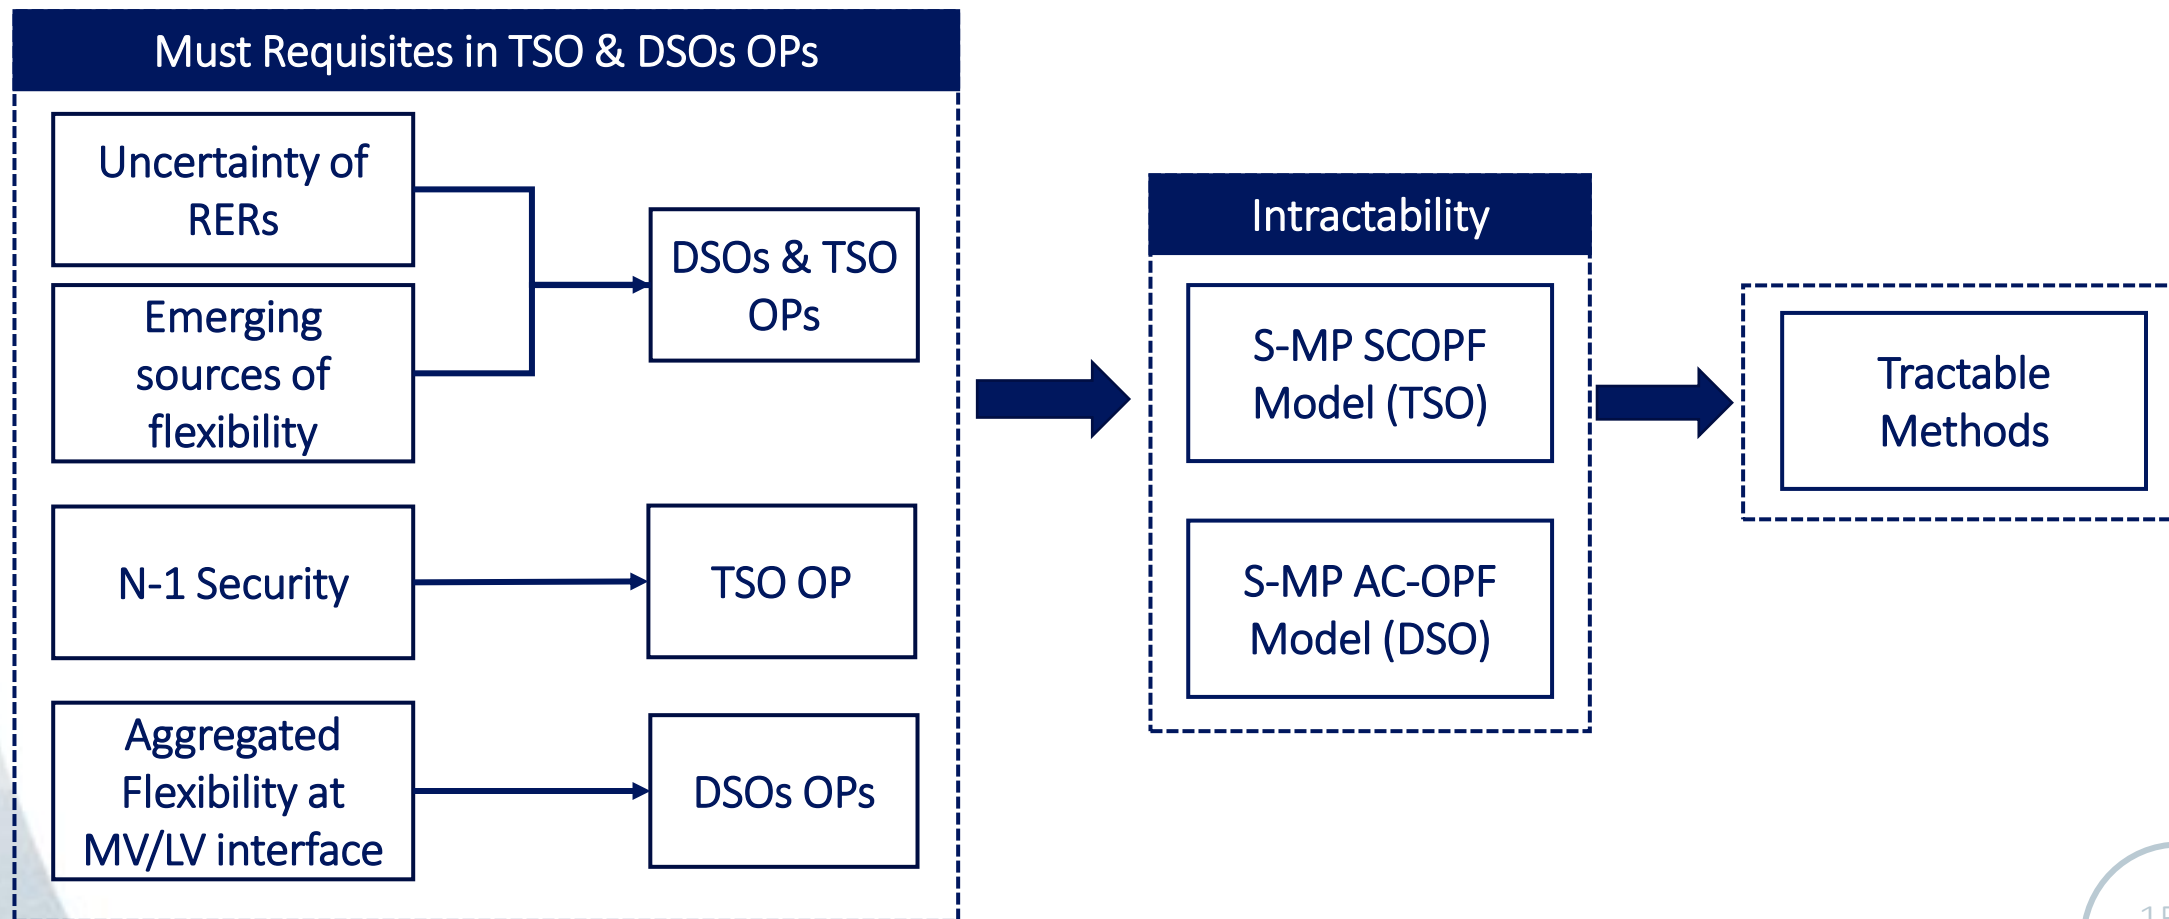 Must Requisites in TSO & DSOs OPs
Uncertainty of
RERs
Emerging
sources of
flexibility
DSOs & TSO
OPs
N-1 Security
TSO OP
Aggregated
Flexibility at
MV/LV interface
DSOs OPs
Intractability
S-MP SCOPF
Model (TSO)
S-MP AC-OPF
Model (DSO)
Tractable
Methods